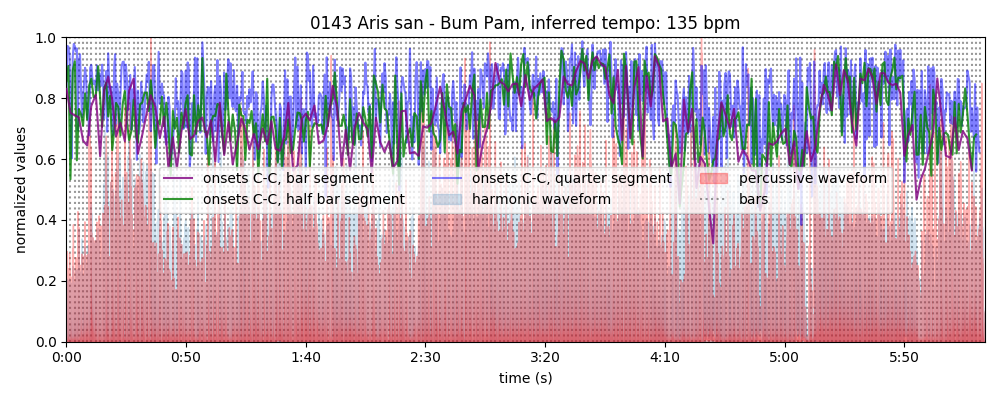 0143 Aris san - Bum Pam, inferred tempo: 135 bpm
normalized values
1.0
0.8
0.6
0.4
0.2
0.0
onsets C-C, bar segment
onsets C-C, half bar segment
onsets C-C, quarter segment
harmonic waveform
percussive waveform
bars
0:00 0:50 1:40 2:30 3:20 4:10 5:00 5:50
time (s)